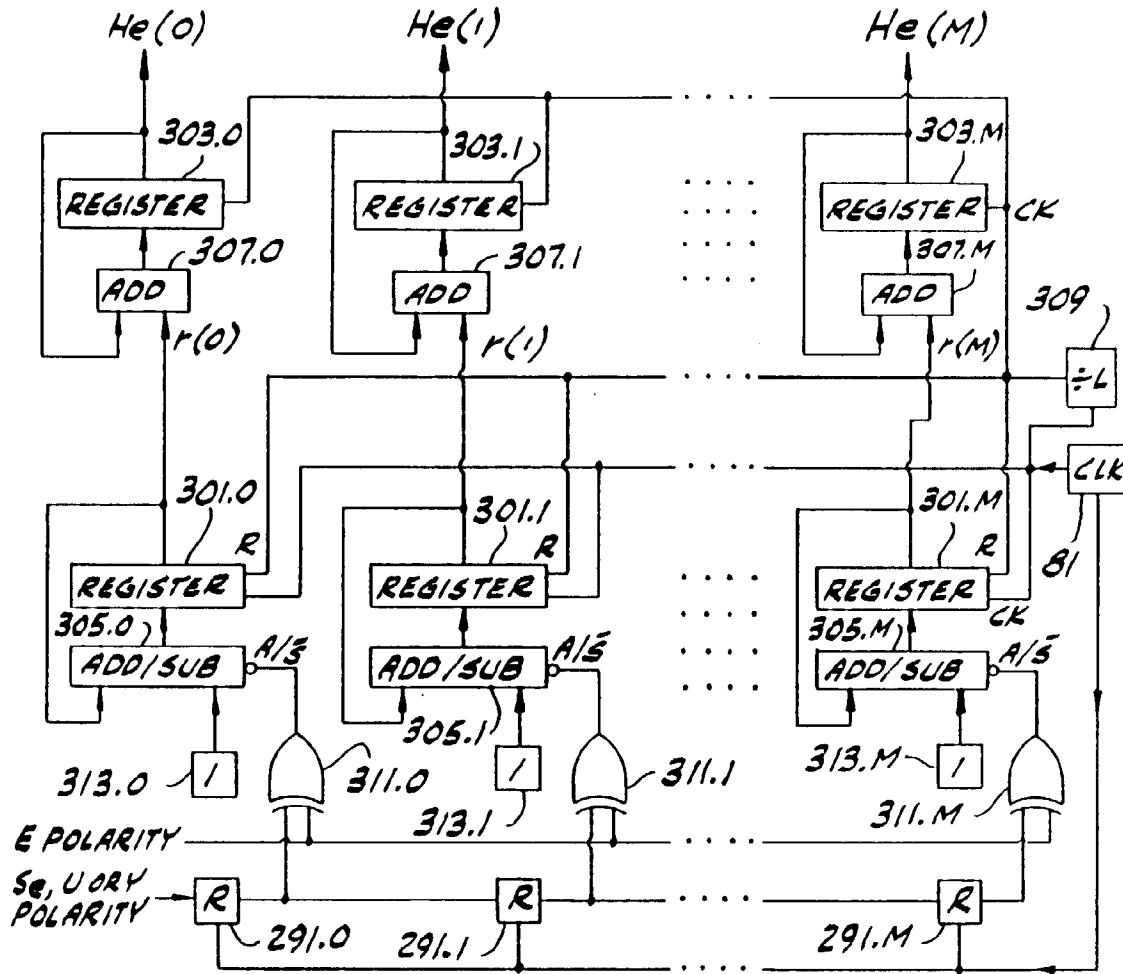 He(0) He(1) He(M)
303.0 303.1 303.M
REGISTER REGISTER REGISTER CK
307.0 307.1 307.M
ADD ADD ADD 309
r(0) r(1) r(M)
÷L
CLK
301.0 301.1 301.M
R R R 81
REGISTER REGISTER REGISTER
CK
305.0 A/S̄ A/S̄ 305.M A/S̄
ADD/SUB ADD/SUB ADD/SUB
305.1
1 1 1
313.0 311.0 313.1 311.1 313.M 311.M
E POLARITY
Se, U OR Y
POLARITY
R R R
291.0 291.1 291.M